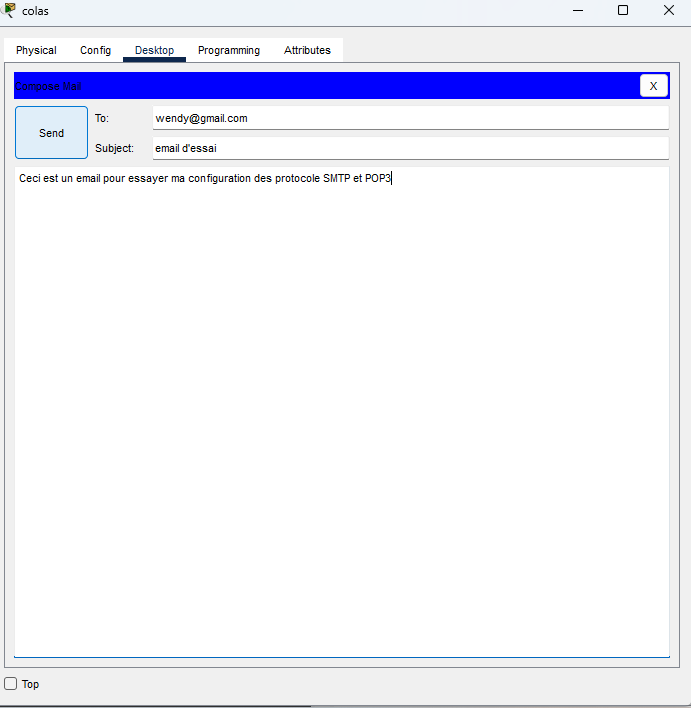 colas
Physical Config Desktop Programming Attributes
Compose Mail
X
Send
To: wendy@gmail.com
Subject: email d'essai
Ceci est un email pour essayer ma configuration des protocole SMTP et POP3
Top